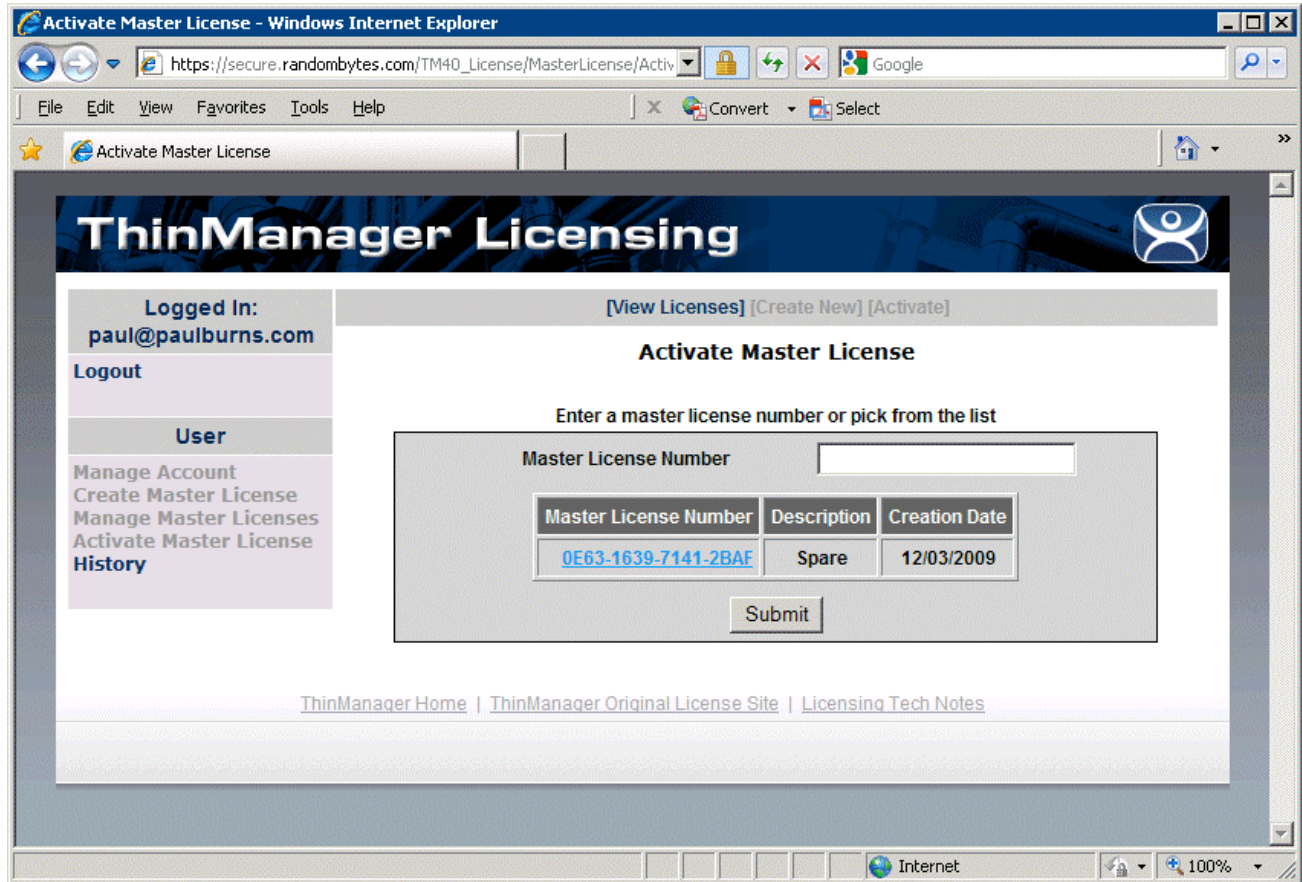 Activate Master License - Windows Internet Explorer
https://secure.randombytes.com/TM40_License/MasterLicense/Activ
Google
File Edit View Favorites Tools Help
Convert Select
Activate Master License
ThinManager Licensing
Logged In:
paul@paulburns.com
Logout
User
Manage Account
Create Master License
Manage Master Licenses
Activate Master License
History
[View Licenses] [Create New] [Activate]
Activate Master License
Enter a master license number or pick from the list
Master License Number
Master License Number Description Creation Date
0E63-1639-7141-2BAF Spare 12/03/2009
Submit
ThinManager Home | ThinManager Original License Site | Licensing Tech Notes
Internet 100%